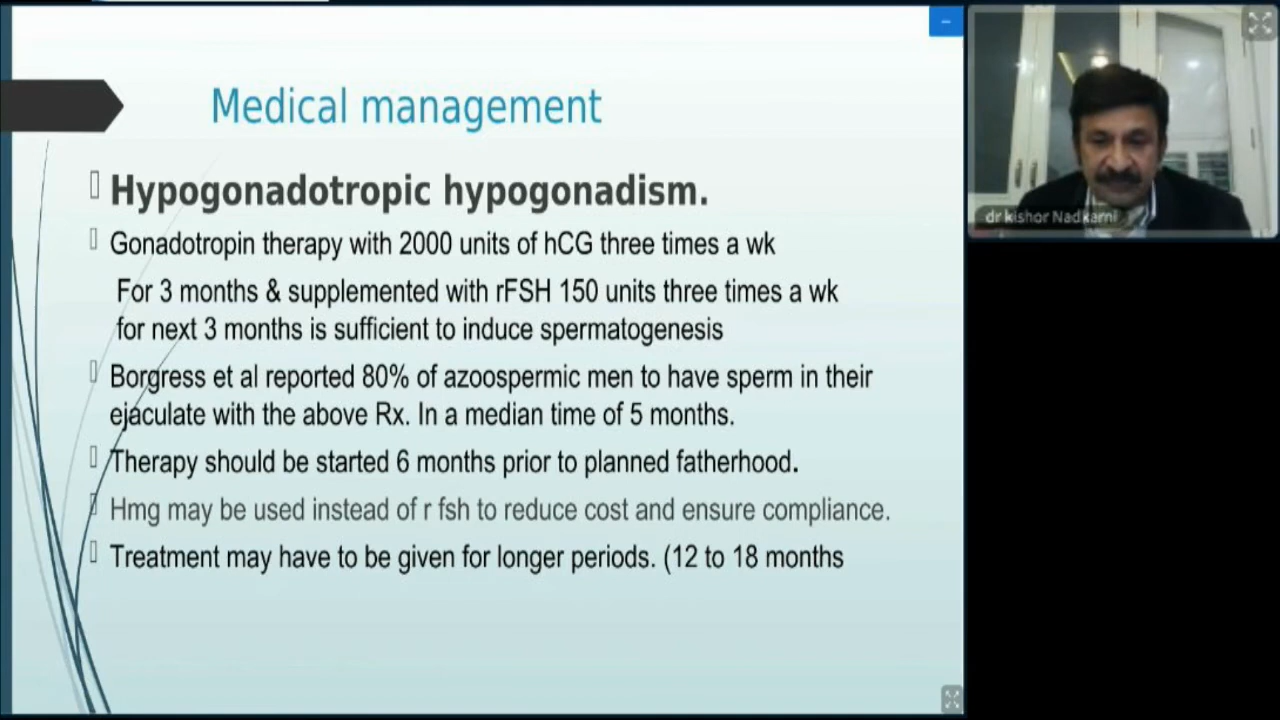 Medical management
Hypogonadotropic hypogonadism.
Gonadotropin therapy with 2000 units of hCG three times a wk
For 3 months & supplemented with rFSH 150 units three times a wk
for next 3 months is sufficient to induce spermatogenesis
Borgress et al reported 80% of azoospermic men to have sperm in their
ejaculate with the above Rx. In a median time of 5 months.
Therapy should be started 6 months prior to planned fatherhood.
Hmg may be used instead of r fsh to reduce cost and ensure compliance.
Treatment may have to be given for longer periods. (12 to 18 months
dr kishor Nadkarni